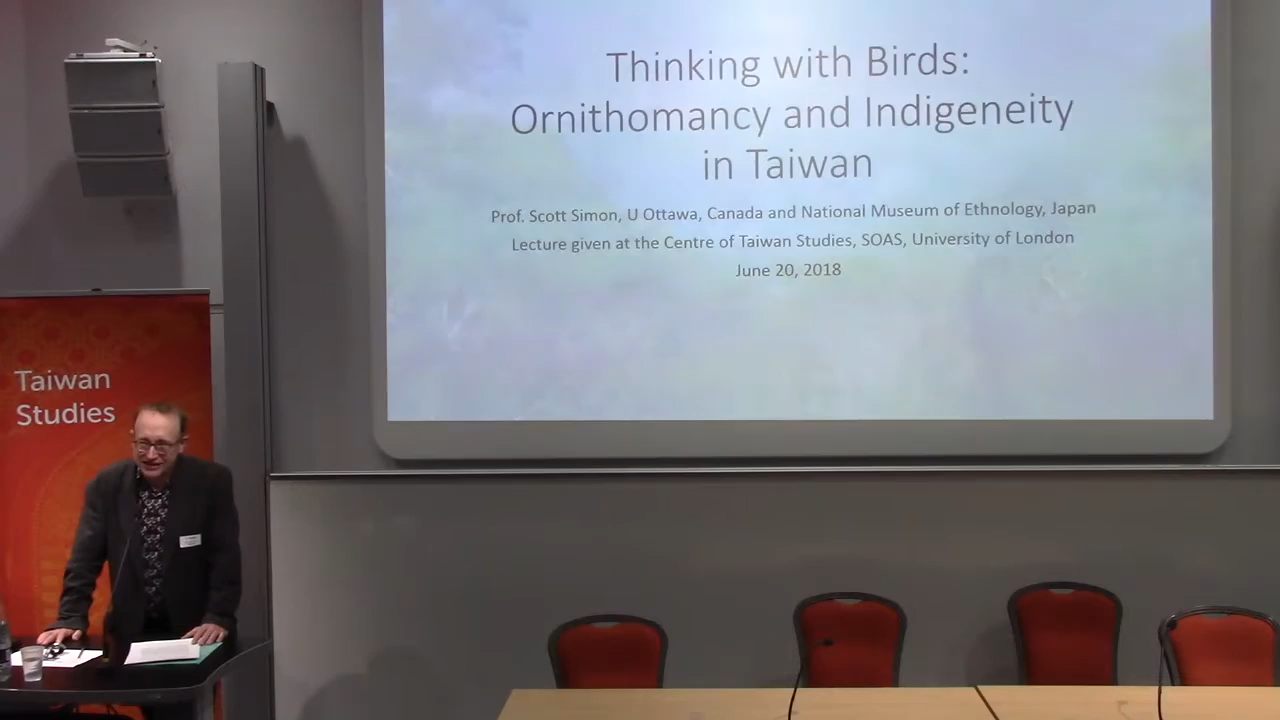 Thinking with Birds:
Ornithomancy and Indigeneity
in Taiwan
Prof. Scott Simon, U Ottawa, Canada and National Museum of Ethnology, Japan
Lecture given at the Centre of Taiwan Studies, SOAS, University of London
June 20, 2018
Taiwan
Studies